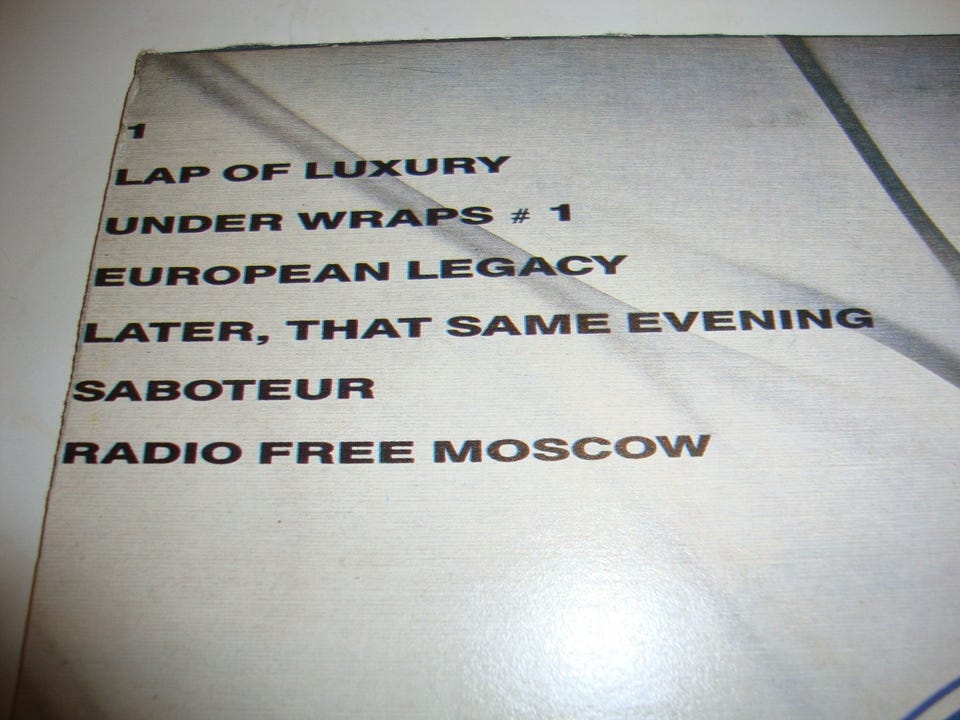 1
LAP OF LUXURY
UNDER WRAPS # 1
EUROPEAN LEGACY
LATER, THAT SAME EVENING
SABOTEUR
RADIO FREE MOSCOW